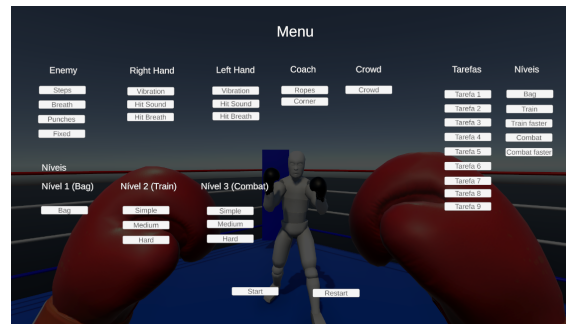 Menu
Enemy
Right Hand
Left Hand
Coach
Crowd
Tarefas
Níveis
Steps
Breath
Punches
Fixed
Vibration
Hit Sound
Hit Breath
Vibration
Hit Sound
Hit Breath
Ropes
Corner
Crowd
Tarefa 1
Tarefa 2
Tarefa 3
Tarefa 4
Tarefa 5
Tarefa 6
Tarefa 7
Tarefa 8
Tarefa 9
Bag
Train
Train faster
Combat
Combat faster
Níveis
Nível 1 (Bag)
Nível 2 (Train)
Nível 3 (Combat)
Bag
Simple
Medium
Hard
Simple
Medium
Hard
Start
Restart